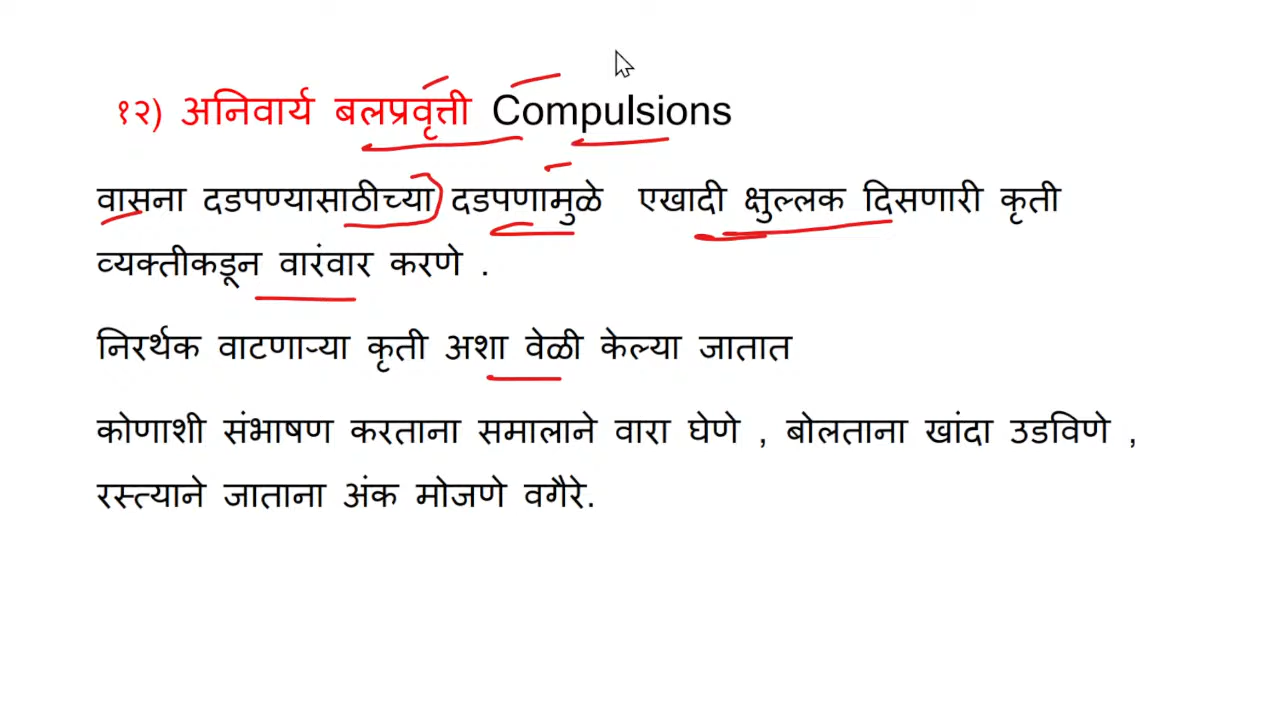 १२) अनिवार्य बलप्रवृत्ती Compulsions
वासना दडपण्यासाठीच्या दडपणामुळे एखादी क्षुल्लक दिसणारी कृती
व्यक्तीकडून वारंवार करणे .
निरर्थक वाटणाऱ्या कृती अशा वेळी केल्या जातात
कोणाशी संभाषण करताना समालाने वारा घेणे , बोलताना खांदा उडविणे ,
रस्त्याने जाताना अंक मोजणे वगैरे.